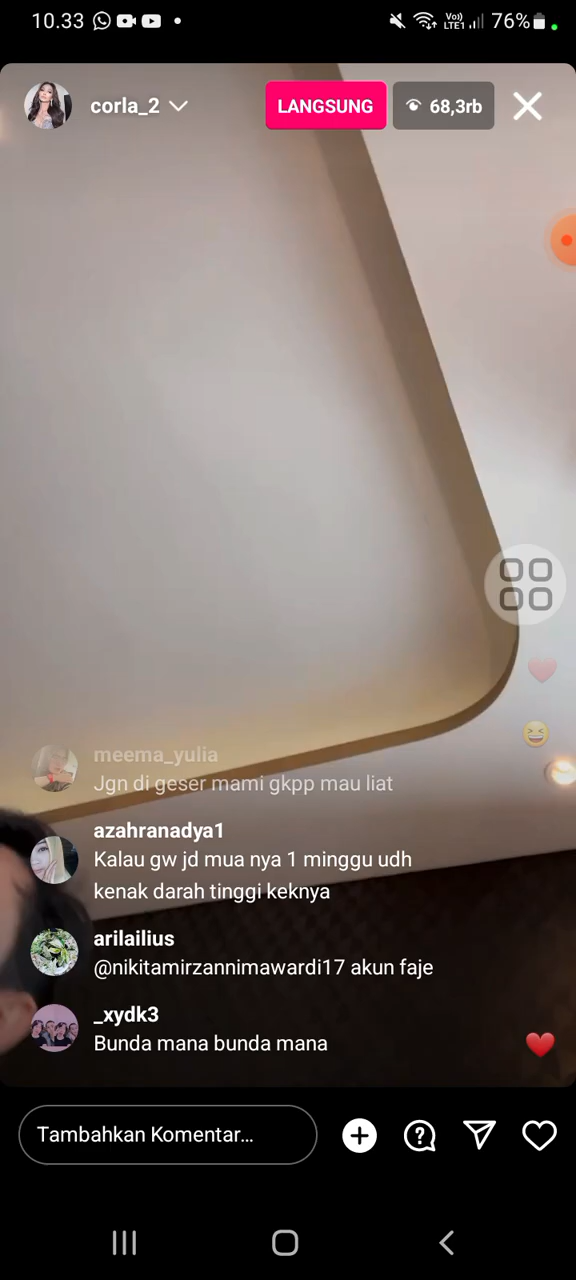 10.33
Vo))
LTE1
76%
corla_2
LANGSUNG
68,3rb
meema_yulia
Jgn di geser mami gkpp mau liat
azahranadya1
Kalau gw jd mua nya 1 minggu udh
kenak darah tinggi keknya
arilailius
@nikitamirzannimawardi17 akun faje
_xydk3
Bunda mana bunda mana
Tambahkan Komentar...